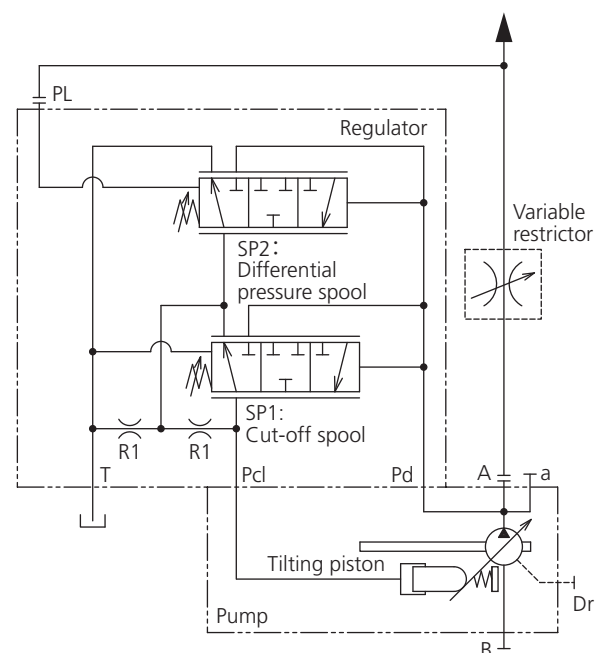 PL
Regulator
Variable
restrictor
SP2:
Differential
pressure spool
SP1:
Cut-off spool
R1
R1
T
Pcl
Pd
A
a
Tilting piston
Dr
Pump
B